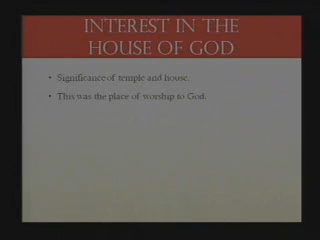 INTEREST IN THE
HOUSE OF GOD
• Significance of temple and house.
• This was the place of worship to God.